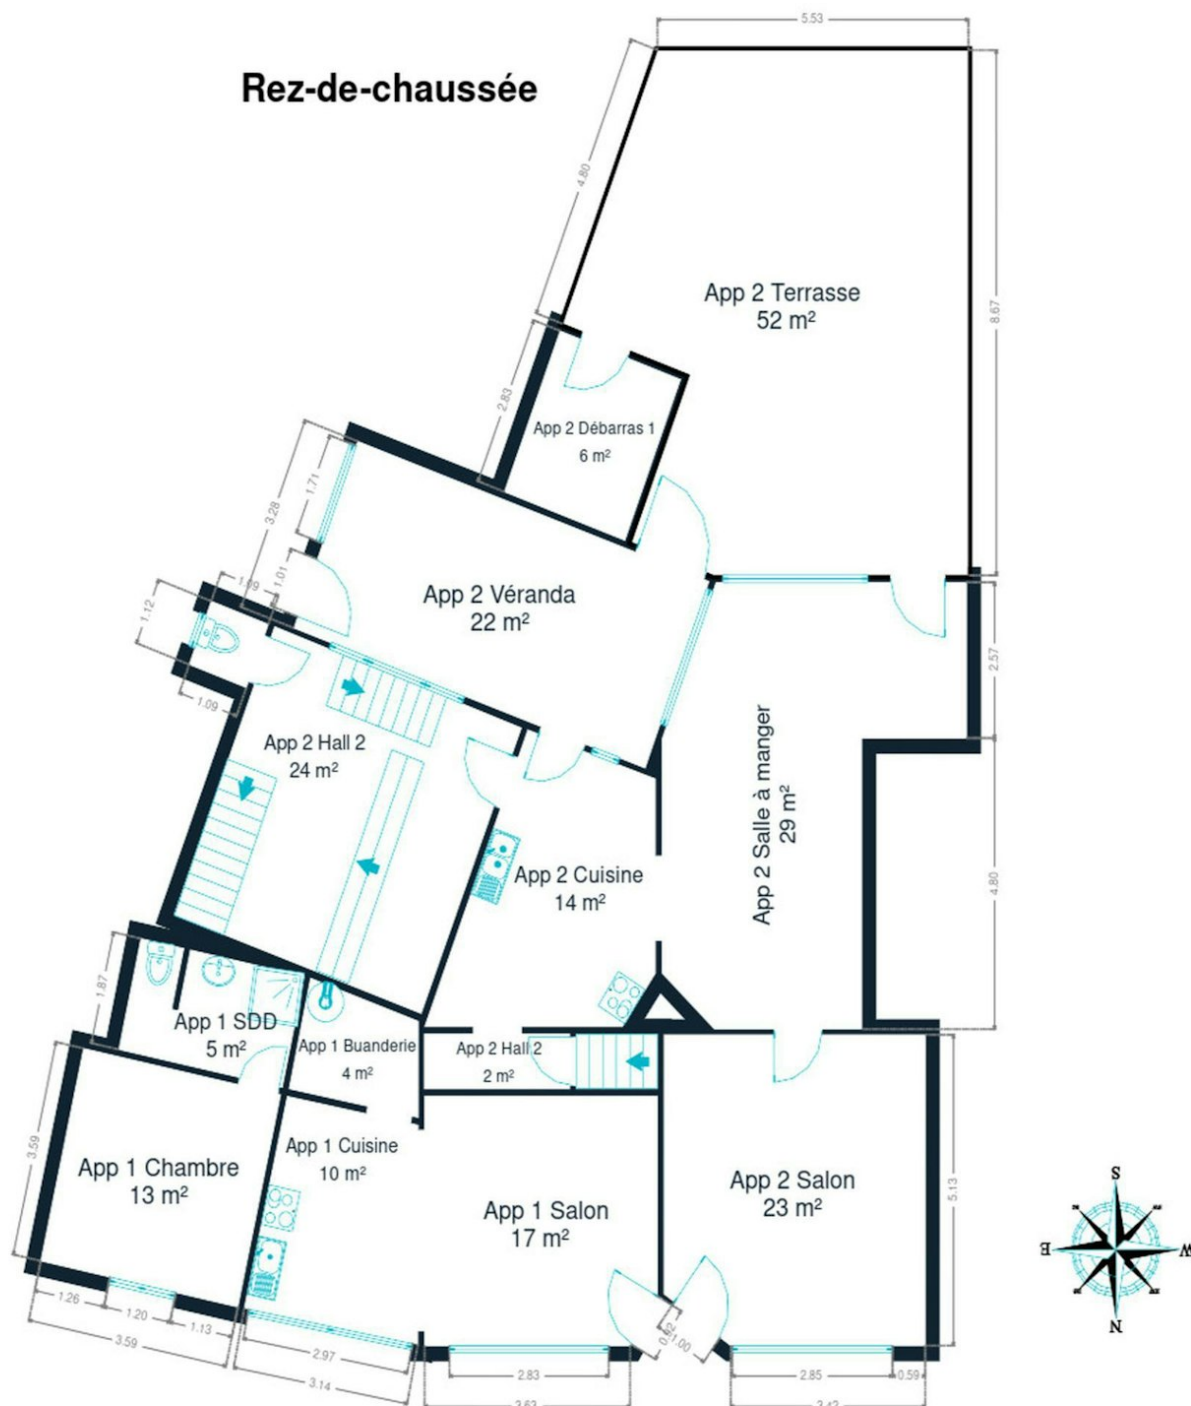 5.53
Rez-de-chaussée
4.80
App 2 Terrasse
52 m²
8.67
2.83
App 2 Débarras 1
6 m²
1.71
3.28
1.01
1.09
1.12
App 2 Véranda
22 m²
2.57
1.09
App 2 Hall 2
24 m²
App 2 Salle à manger
29 m²
App 2 Cuisine
14 m²
4.80
1.87
App 1 SDD
5 m²
App 1 Buanderie
4 m²
App 2 Hall 2
2 m²
3.59
App 1 Chambre
13 m²
App 1 Cuisine
10 m²
App 1 Salon
17 m²
App 2 Salon
23 m²
5.13
S
E
W
N
1.26
1.20
1.13
3.59
2.97
3.14
1.00
2.83
2.85
0.59